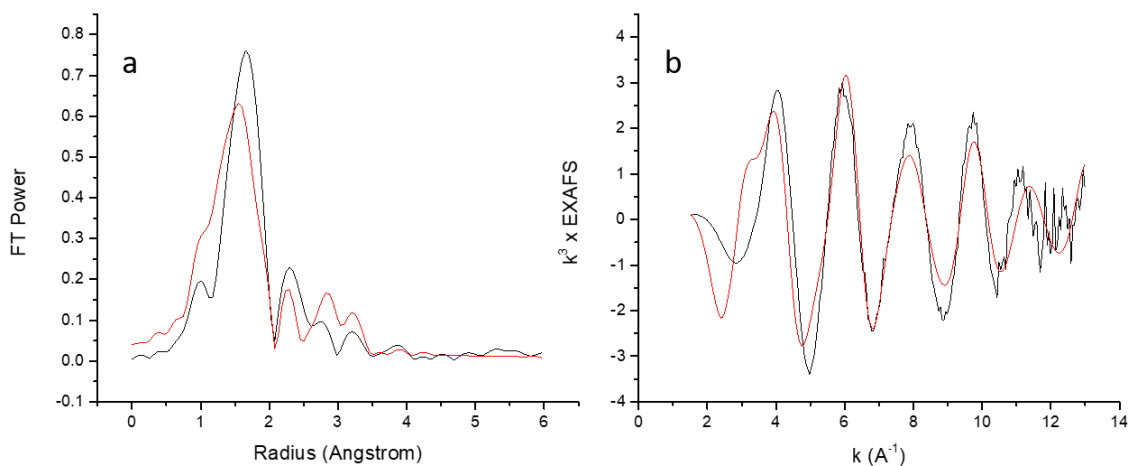 a
0.8
0.7
0.6
0.5
0.4
0.3
0.2
0.1
0.0
-0.1
FT Power
0 1 2 3 4 5 6
Radius (Angstrom)
b
4
3
2
1
0
-1
-2
-3
-4
k³ x EXAFS
2 4 6 8 10 12 14
k (A⁻¹)